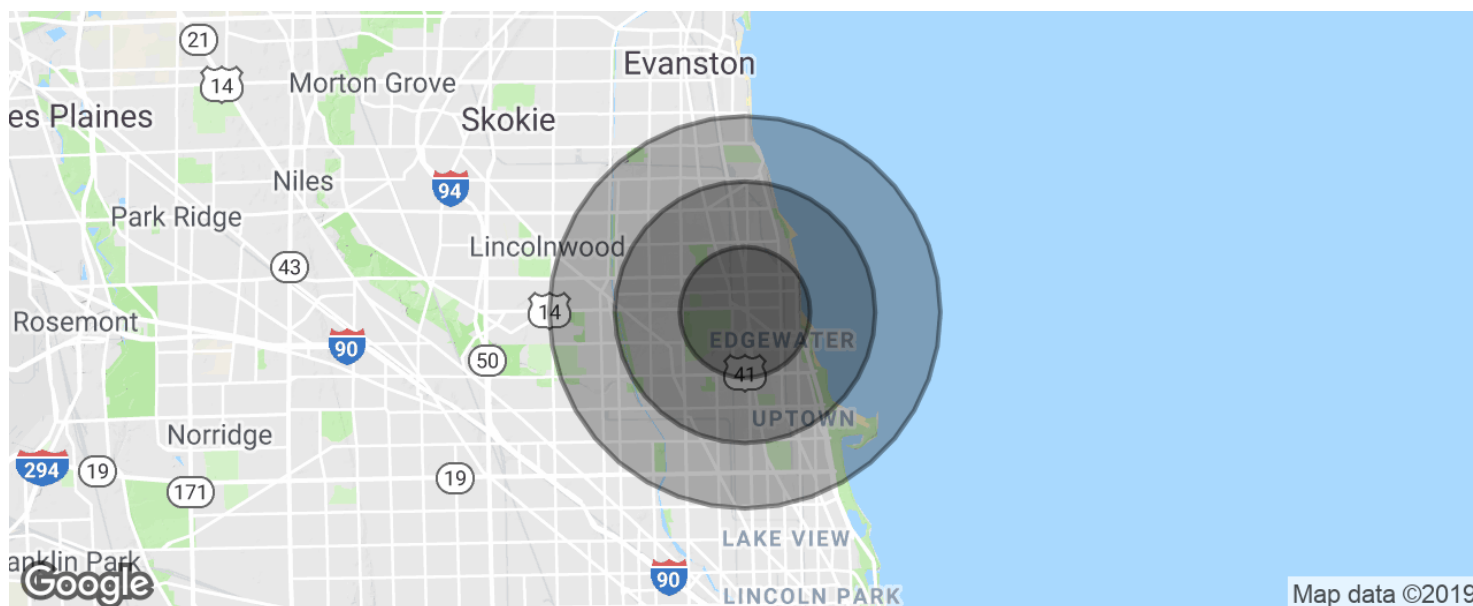 21
Evanston
14
Morton Grove
es Plaines
Skokie
Niles
94
Park Ridge
Lincolnwood
43
14
Rosemont
90
EDGEWATER
50
41
UPTOWN
Norridge
294
19
19
171
LAKE VIEW
anklin Park
90
Google
LINCOLN PARK
Map data ©2019